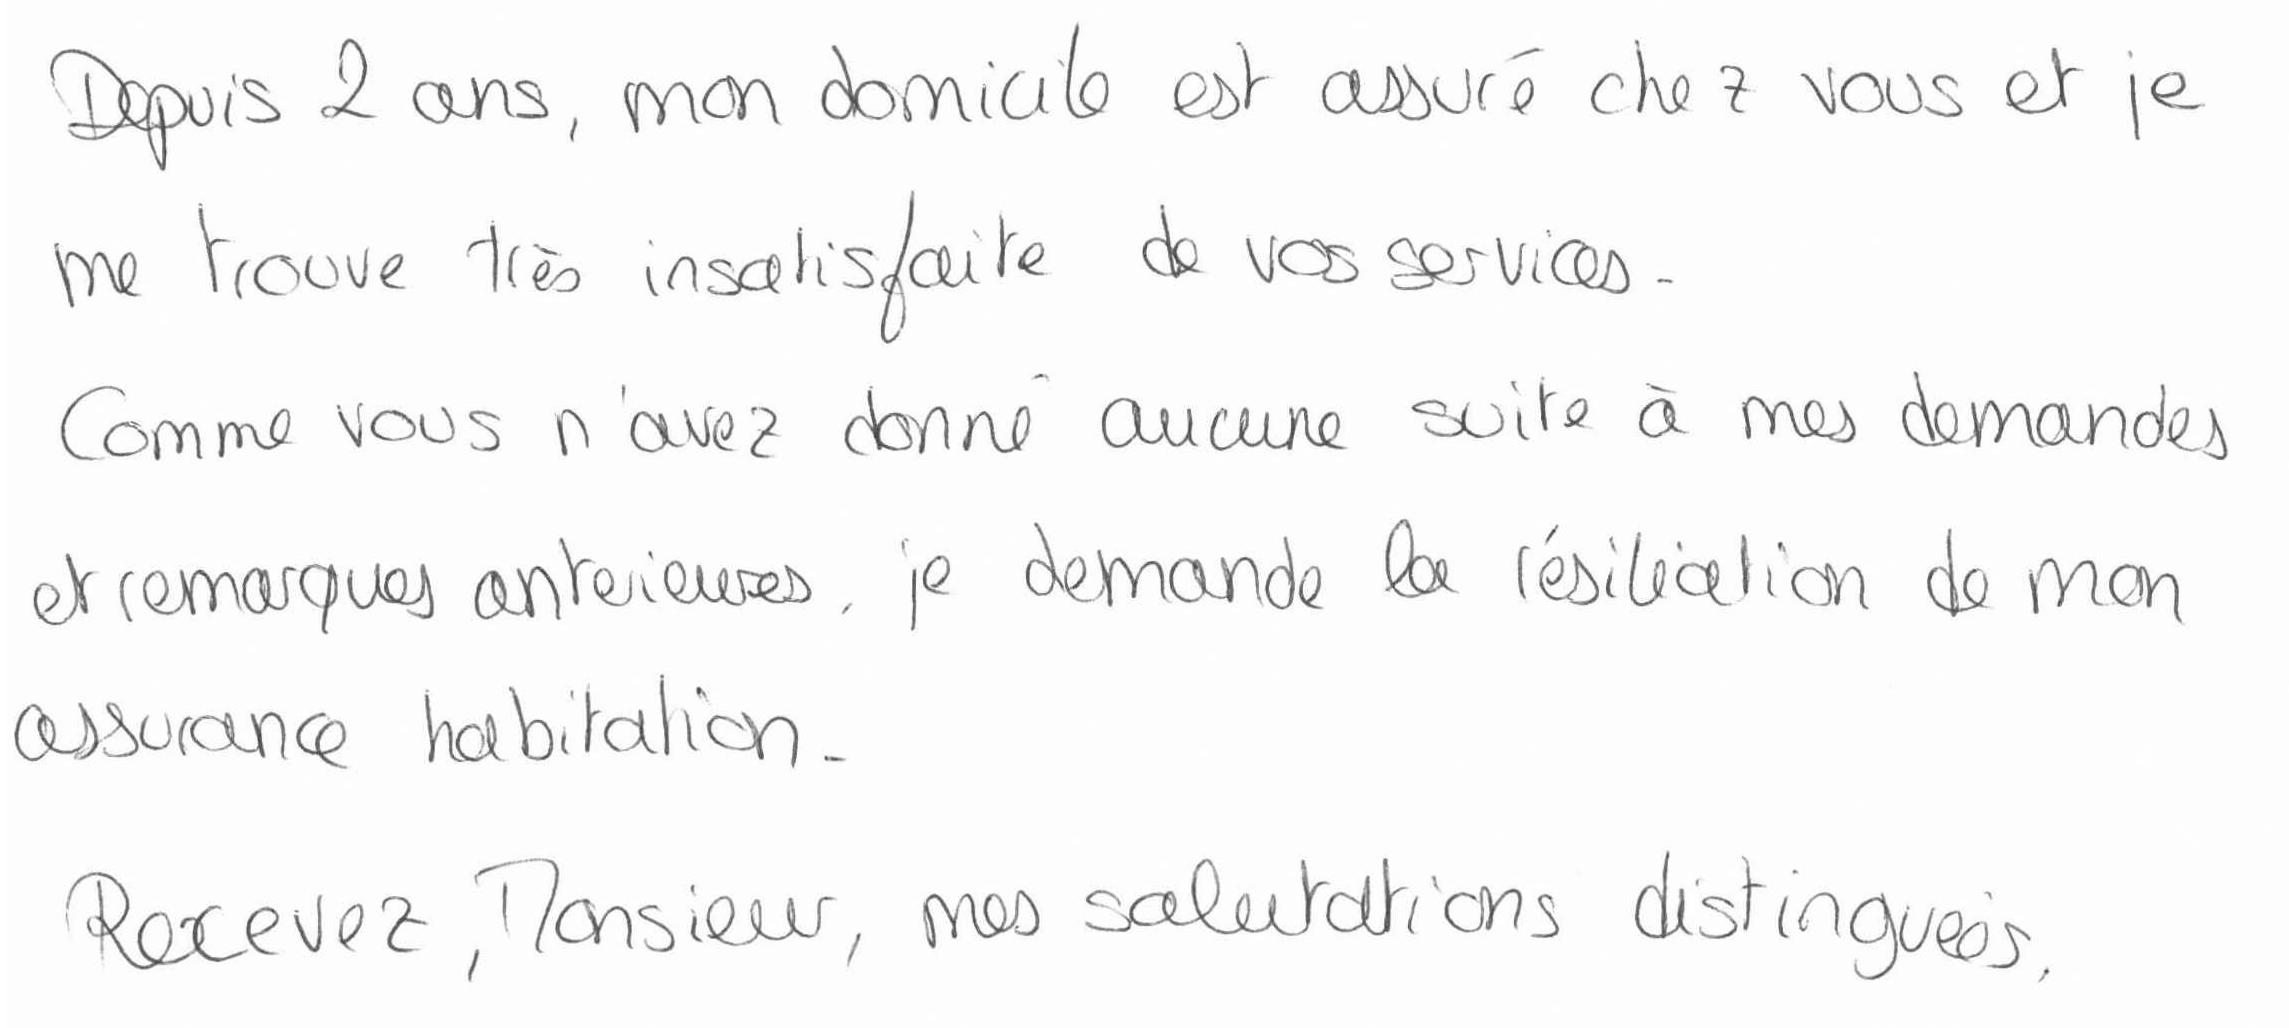 Depuis 2 ans, mon domicile est assuré chez vous et je
me trouve très insatisfaite de vos services.
Comme vous n'avez donné aucune suite à mes demandes
et remarques anterieures, je demande la résiliation de mon
assurance habitation.
Recevez, Monsieur, mes salutations distinguées.